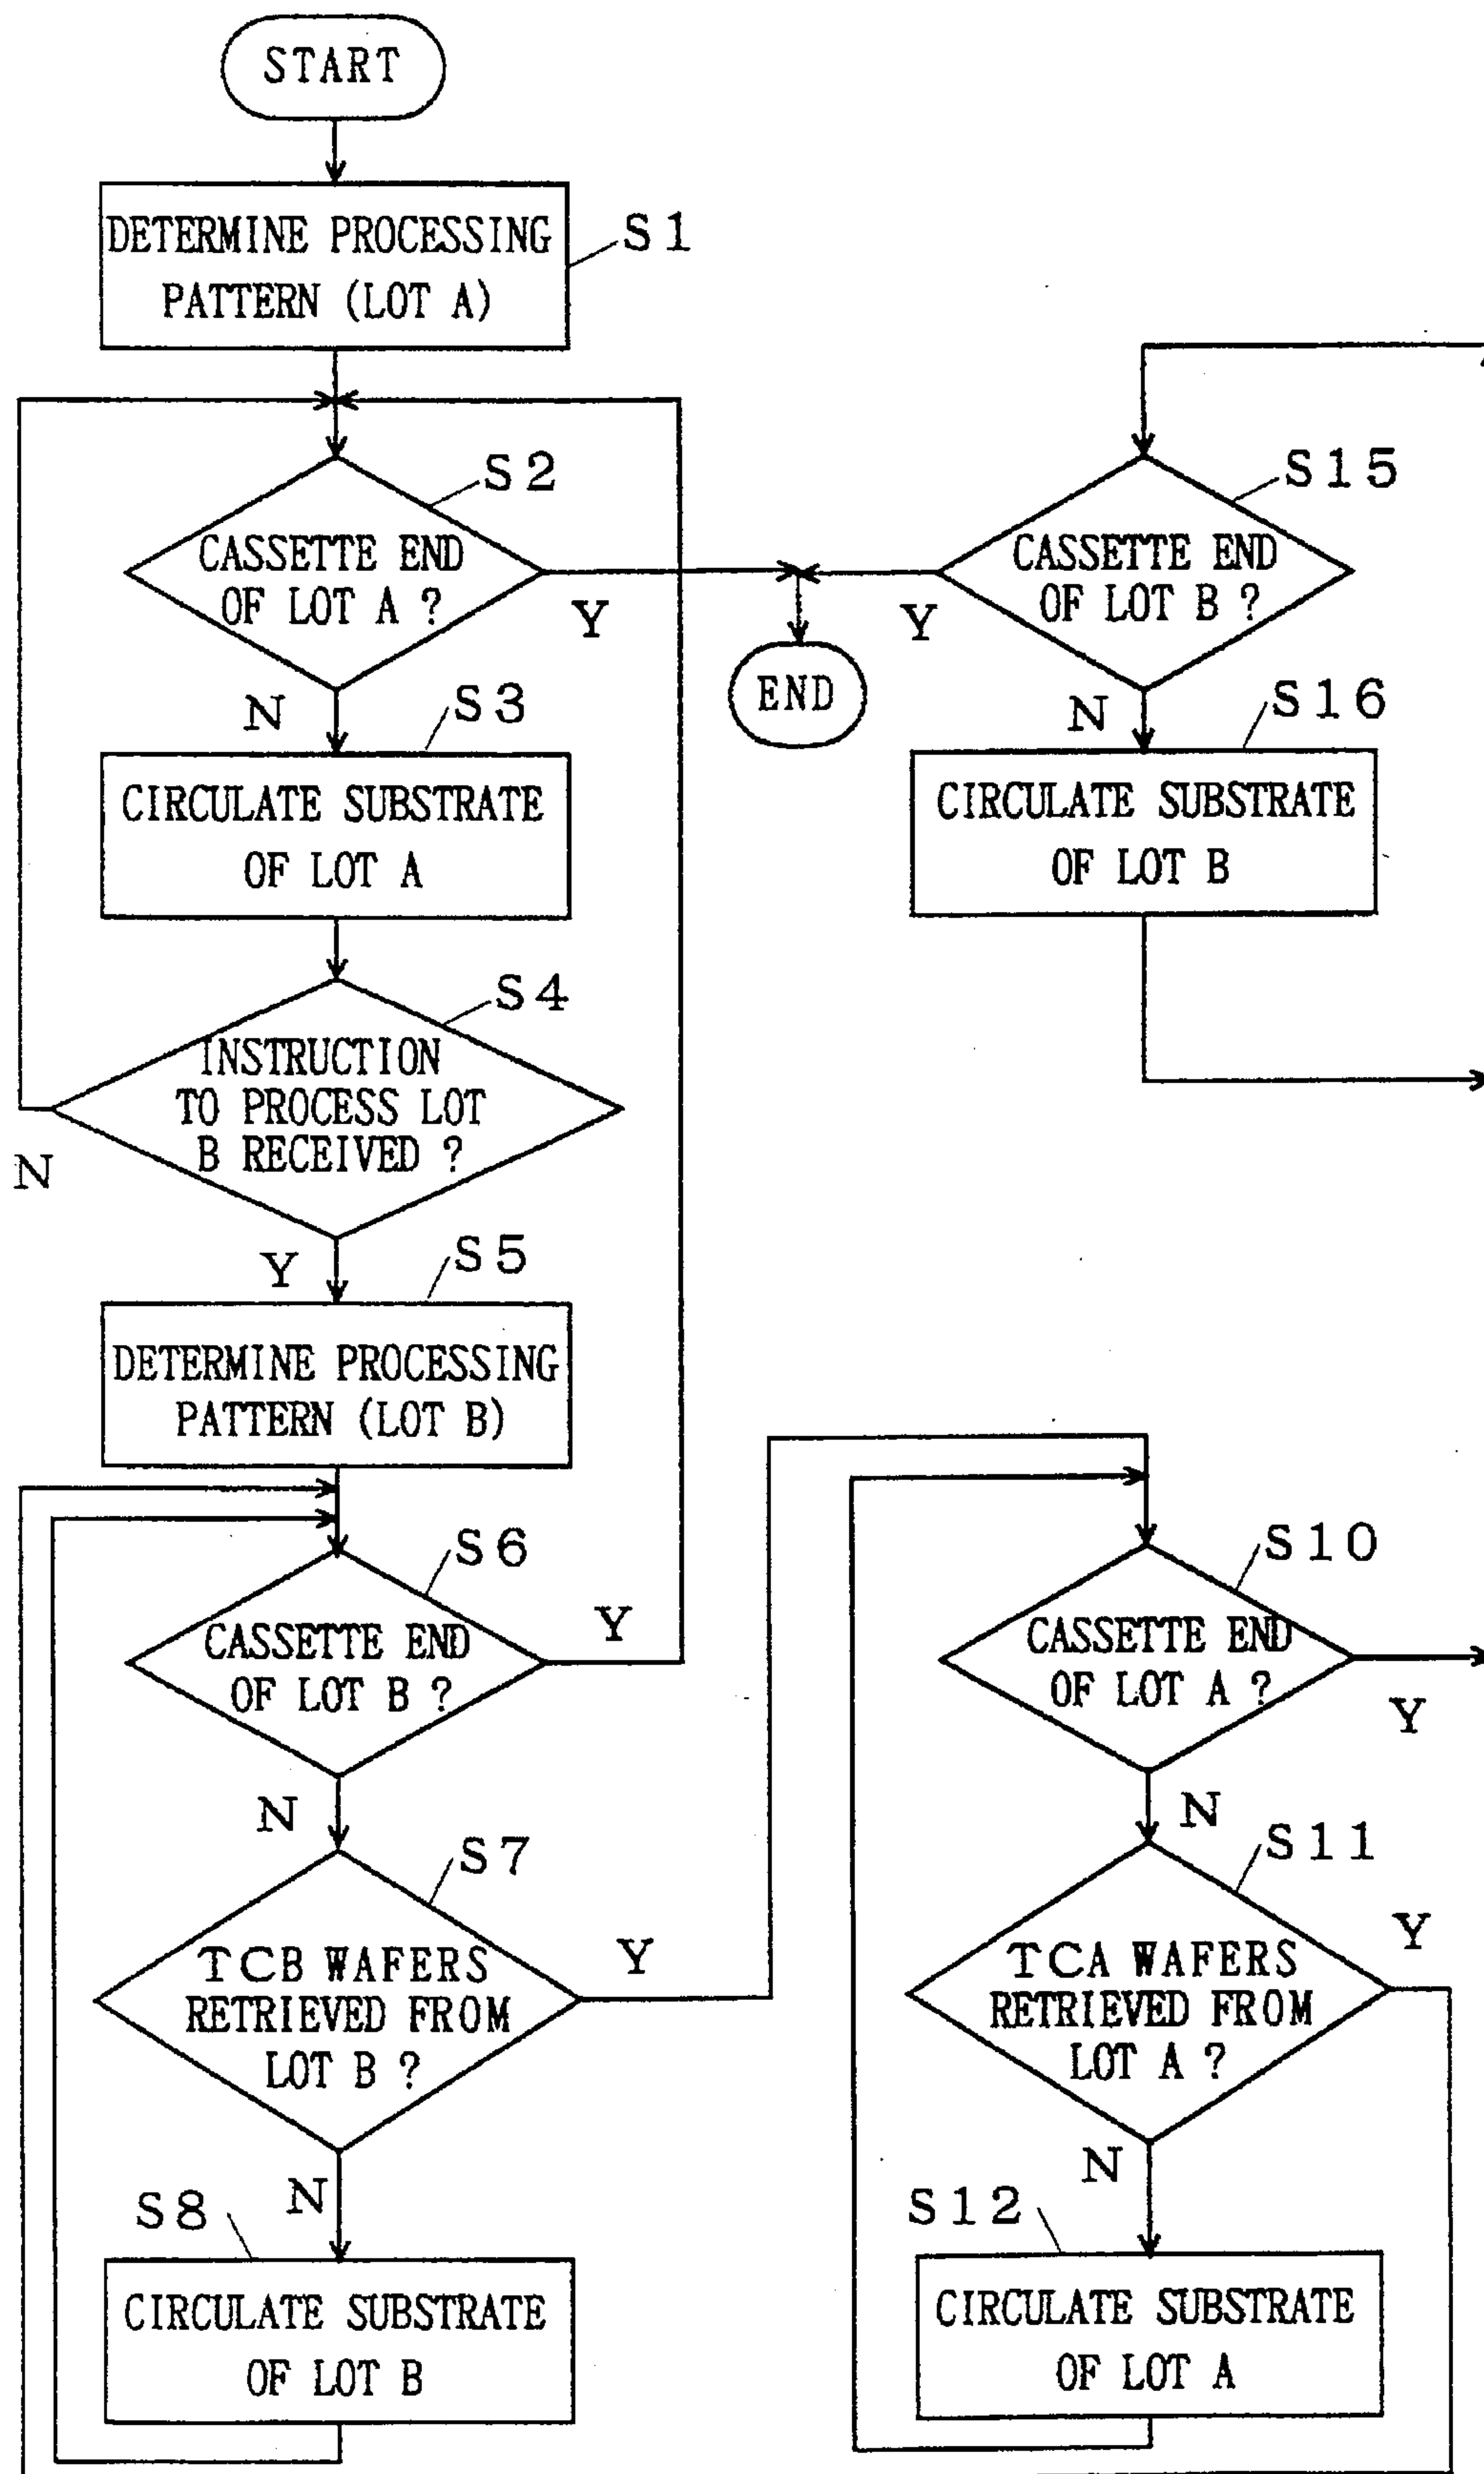 START
DETERMINE PROCESSING
PATTERN (LOT A)
S1
S2
CASSETTE END
OF LOT A ?
Y
N
S3
CIRCULATE SUBSTRATE
OF LOT A
S4
INSTRUCTION
TO PROCESS LOT
B RECEIVED ?
N
Y
S5
DETERMINE PROCESSING
PATTERN (LOT B)
S6
CASSETTE END
OF LOT B ?
Y
N
S7
TCB WAFERS
RETRIEVED FROM
LOT B ?
Y
N
S8
CIRCULATE SUBSTRATE
OF LOT B
END
S15
CASSETTE END
OF LOT B ?
Y
N
S16
CIRCULATE SUBSTRATE
OF LOT B
S10
CASSETTE END
OF LOT A ?
Y
N
S11
TCA WAFERS
RETRIEVED FROM
LOT A ?
Y
N
S12
CIRCULATE SUBSTRATE
OF LOT A